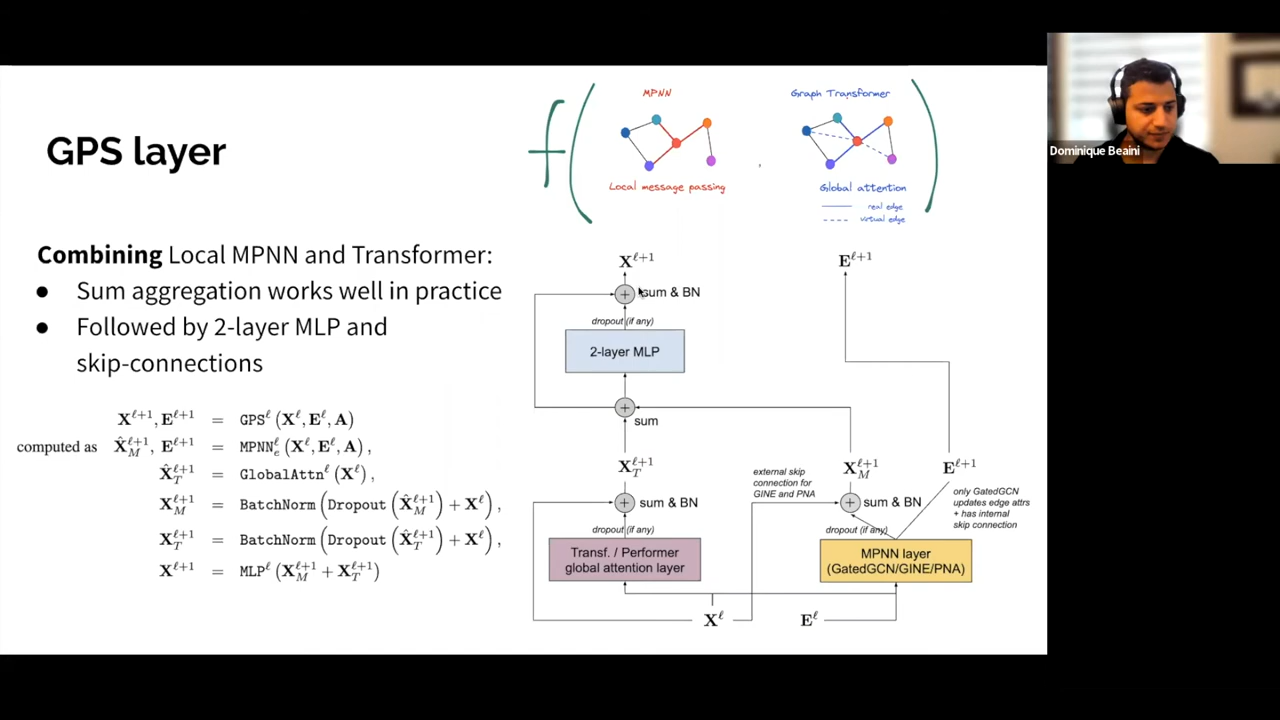 GPS layer
Combining Local MPNN and Transformer:
● Sum aggregation works well in practice
● Followed by 2-layer MLP and
skip-connections
X^{ℓ+1}, E^{ℓ+1} = GPS^ℓ (X^ℓ, E^ℓ, A)
computed as X̂_M^{ℓ+1}, E^{ℓ+1} = MPNN_e^ℓ (X^ℓ, E^ℓ, A),
X̂_T^{ℓ+1} = GlobalAttn^ℓ (X^ℓ),
X_M^{ℓ+1} = BatchNorm (Dropout (X̂_M^{ℓ+1}) + X^ℓ),
X_T^{ℓ+1} = BatchNorm (Dropout (X̂_T^{ℓ+1}) + X^ℓ),
X^{ℓ+1} = MLP^ℓ (X_M^{ℓ+1} + X_T^{ℓ+1})
f ( , )
MPNN
Local message passing
Graph Transformer
Global attention
real edge
virtual edge
X^{ℓ+1}
E^{ℓ+1}
+ sum & BN
dropout (if any)
2-layer MLP
+
sum
X_T^{ℓ+1}
X_M^{ℓ+1}
E^{ℓ+1}
+ sum & BN
external skip
connection for
GINE and PNA
+ sum & BN
only GatedGCN
updates edge attrs
+ has internal
skip connection
dropout (if any)
dropout (if any)
Transf. / Performer
global attention layer
MPNN layer
(GatedGCN/GINE/PNA)
X^ℓ
E^ℓ
Dominique Beaini